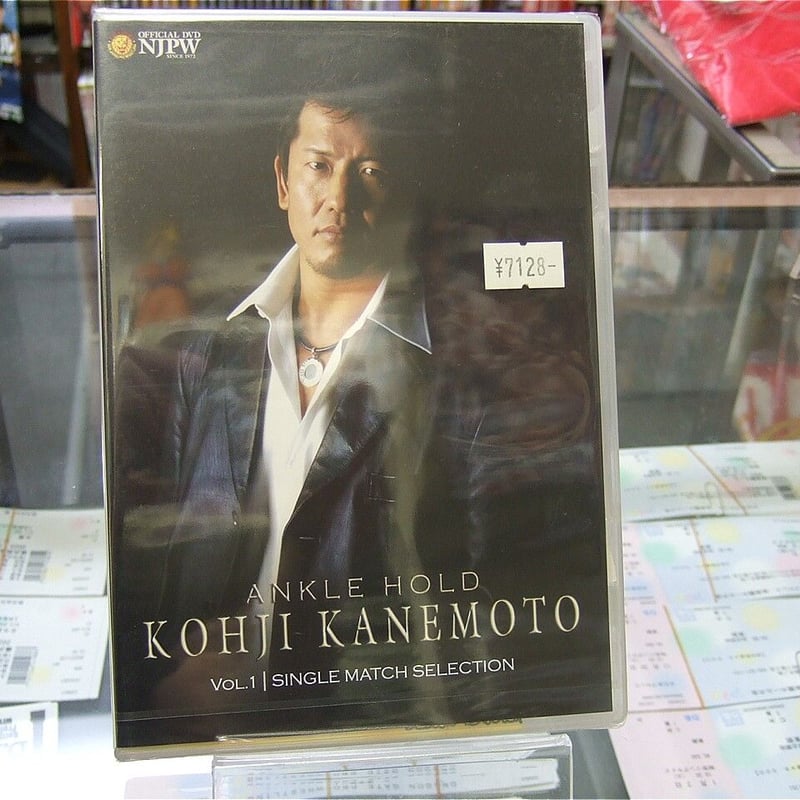 OFFICIAL DVD
NJPW
SINCE 1972
¥7128-
ANKLE HOLD
KOHJI KANEMOTO
VOL.1 | SINGLE MATCH SELECTION